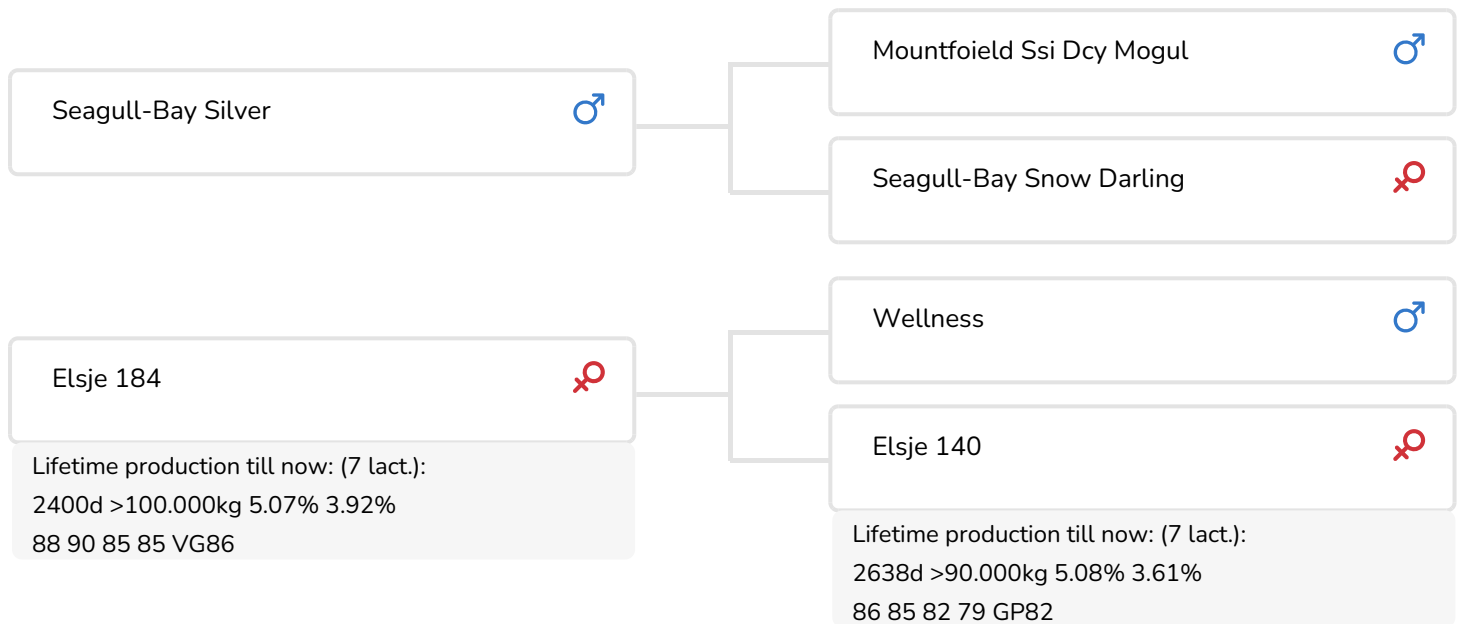 Seagull-Bay Silver
Mountfoield Ssi Dcy Mogul
Seagull-Bay Snow Darling
Elsje 184
Lifetime production till now: (7 lact.):
2400d >100.000kg 5.07% 3.92%
88 90 85 85 VG86
Wellness
Elsje 140
Lifetime production till now: (7 lact.):
2638d >90.000kg 5.08% 3.61%
86 85 82 79 GP82